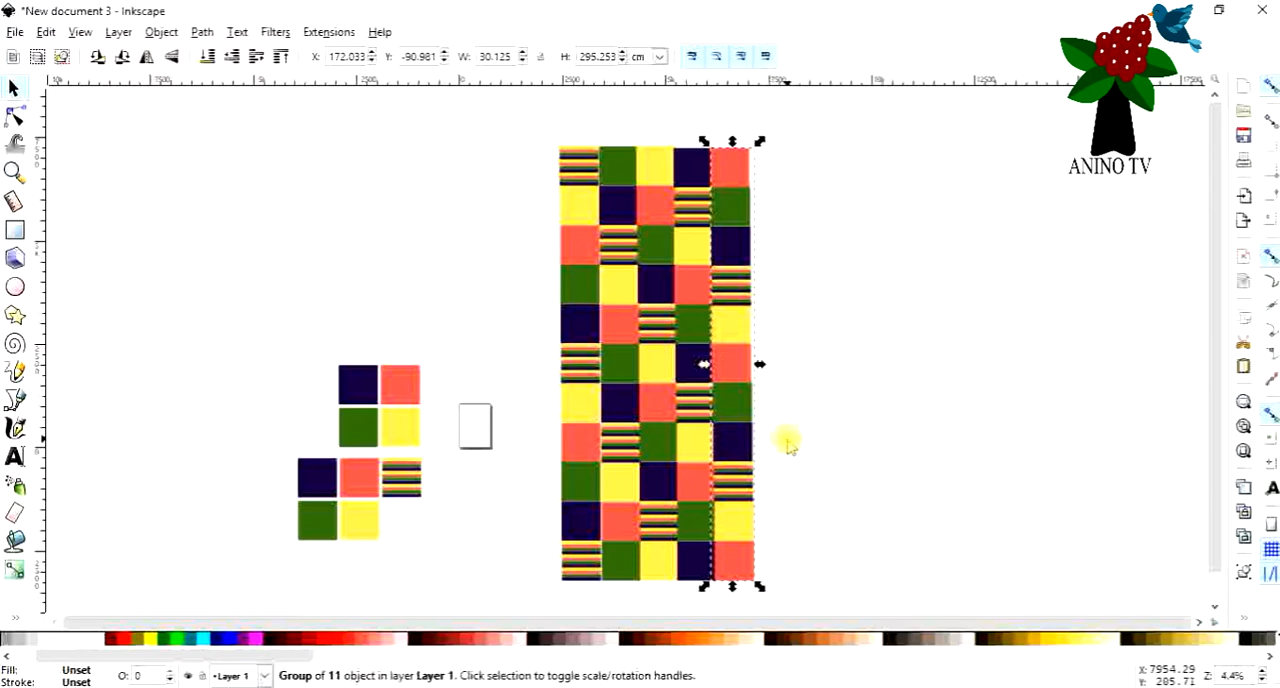 *New document 3 - Inkscape
File Edit View Layer Object Path Text Filters Extensions Help
X: 172.033 Y: -90.981 W: 30.125 H: 295.253 cm
ANINO TV
Fill: Unset
Stroke: Unset
O: 0
•Layer 1
Group of 11 object in layer Layer 1. Click selection to toggle scale/rotation handles.
X: 7954.29
Y: 205.71
Z: 4.4%